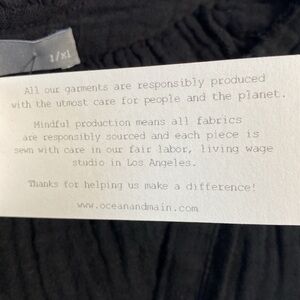 1/xl
All our garments are responsibly produced
with the utmost care for people and the planet.
Mindful production means all fabrics
are responsibly sourced and each piece is
sewn with care in our fair labor, living wage
studio in Los Angeles.
Thanks for helping us make a difference!
www.oceanandmain.com